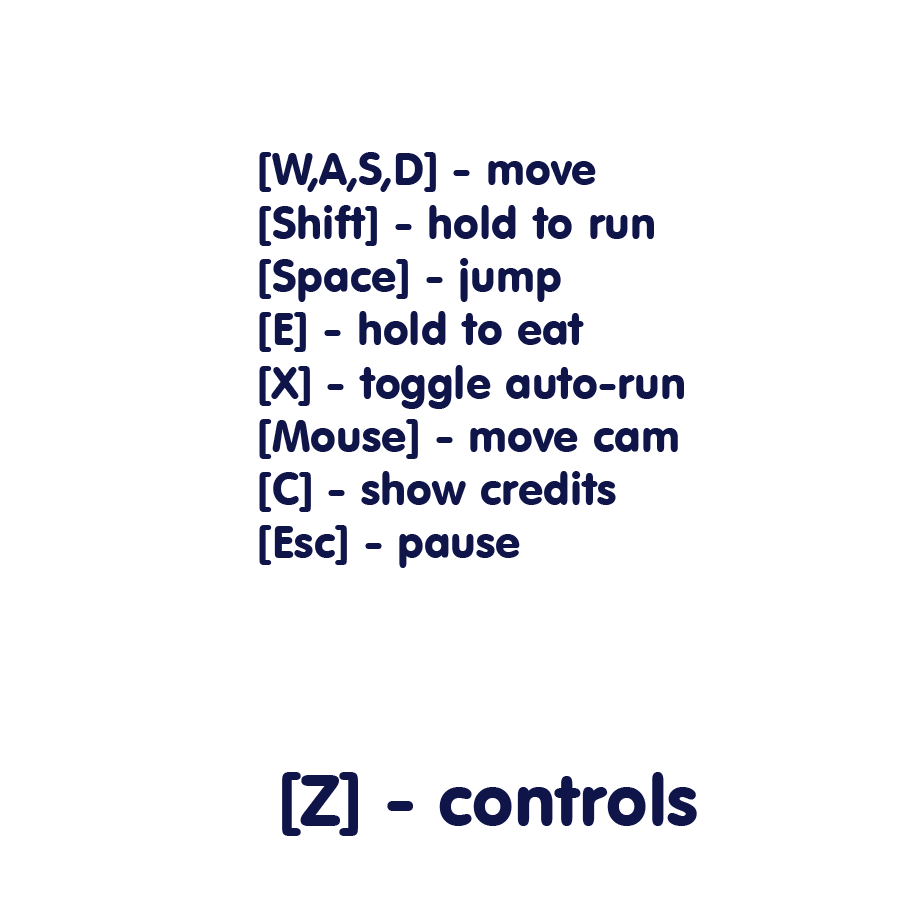 [W,A,S,D] - move
[Shift] - hold to run
[Space] - jump
[E] - hold to eat
[X] - toggle auto-run
[Mouse] - move cam
[C] - show credits
[Esc] - pause
[Z] - controls